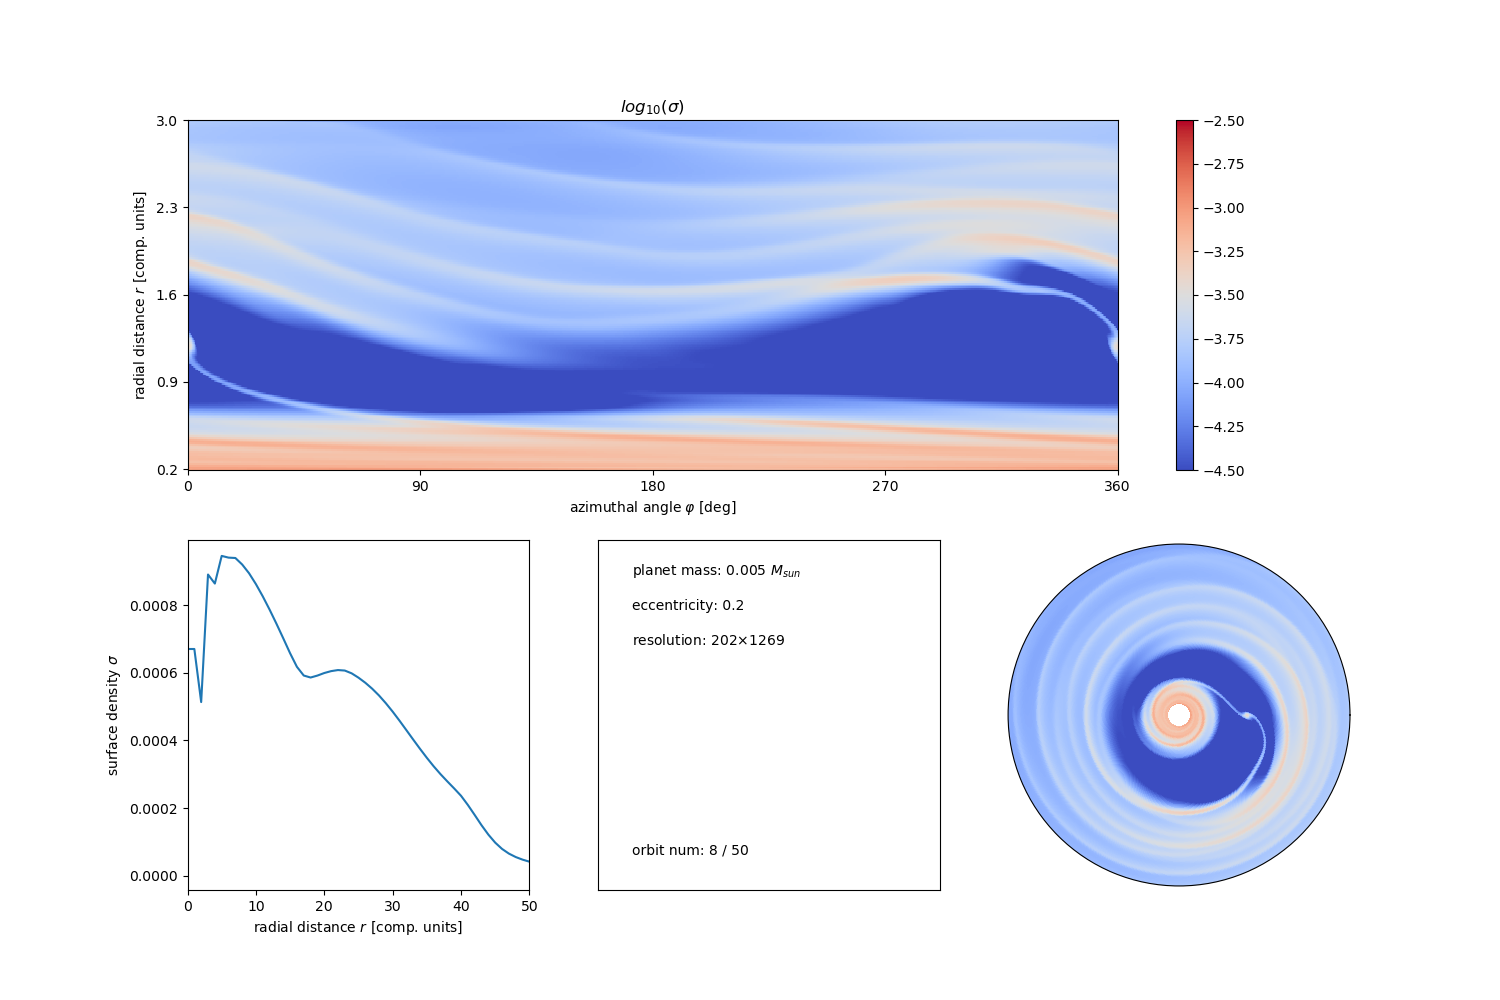 log₁₀(σ)
3.0
2.3
1.6
0.9
0.2
radial distance r [comp. units]
0 90 180 270 360
azimuthal angle φ [deg]
−2.50
−2.75
−3.00
−3.25
−3.50
−3.75
−4.00
−4.25
−4.50
0.0008
0.0006
0.0004
0.0002
0.0000
surface density σ
0 10 20 30 40 50
radial distance r [comp. units]
planet mass: 0.005 M_sun
eccentricity: 0.2
resolution: 202×1269
orbit num: 8 / 50